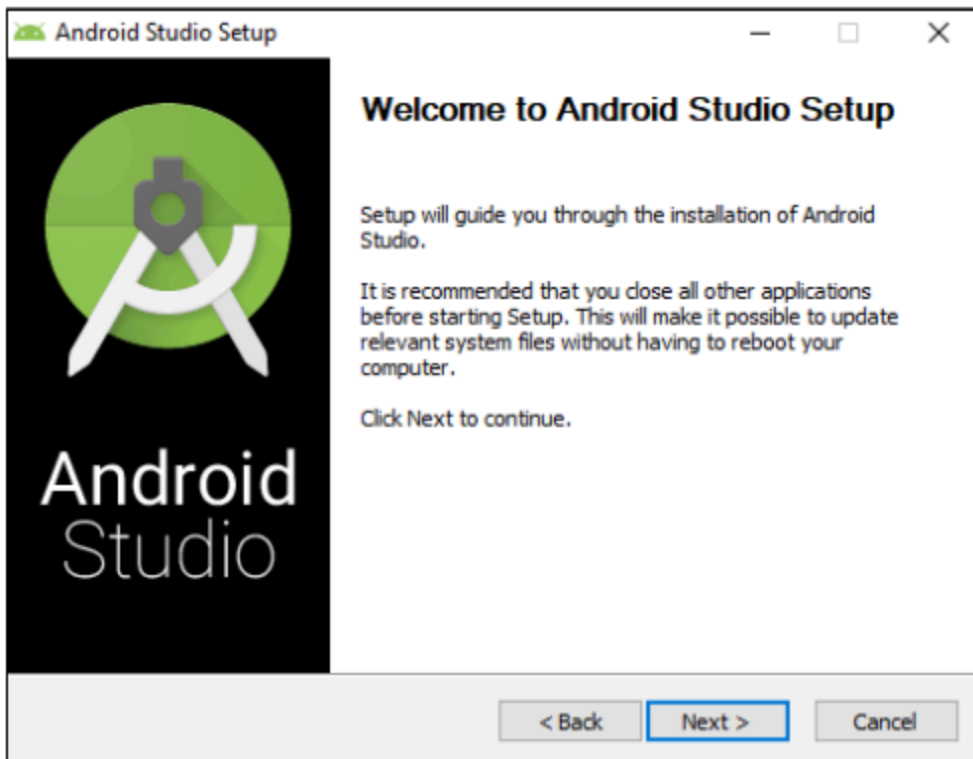 Android Studio Setup
Welcome to Android Studio Setup
Setup will guide you through the installation of Android
Studio.
It is recommended that you close all other applications
before starting Setup. This will make it possible to update
relevant system files without having to reboot your
computer.
Click Next to continue.
Android
Studio
< Back
Next >
Cancel